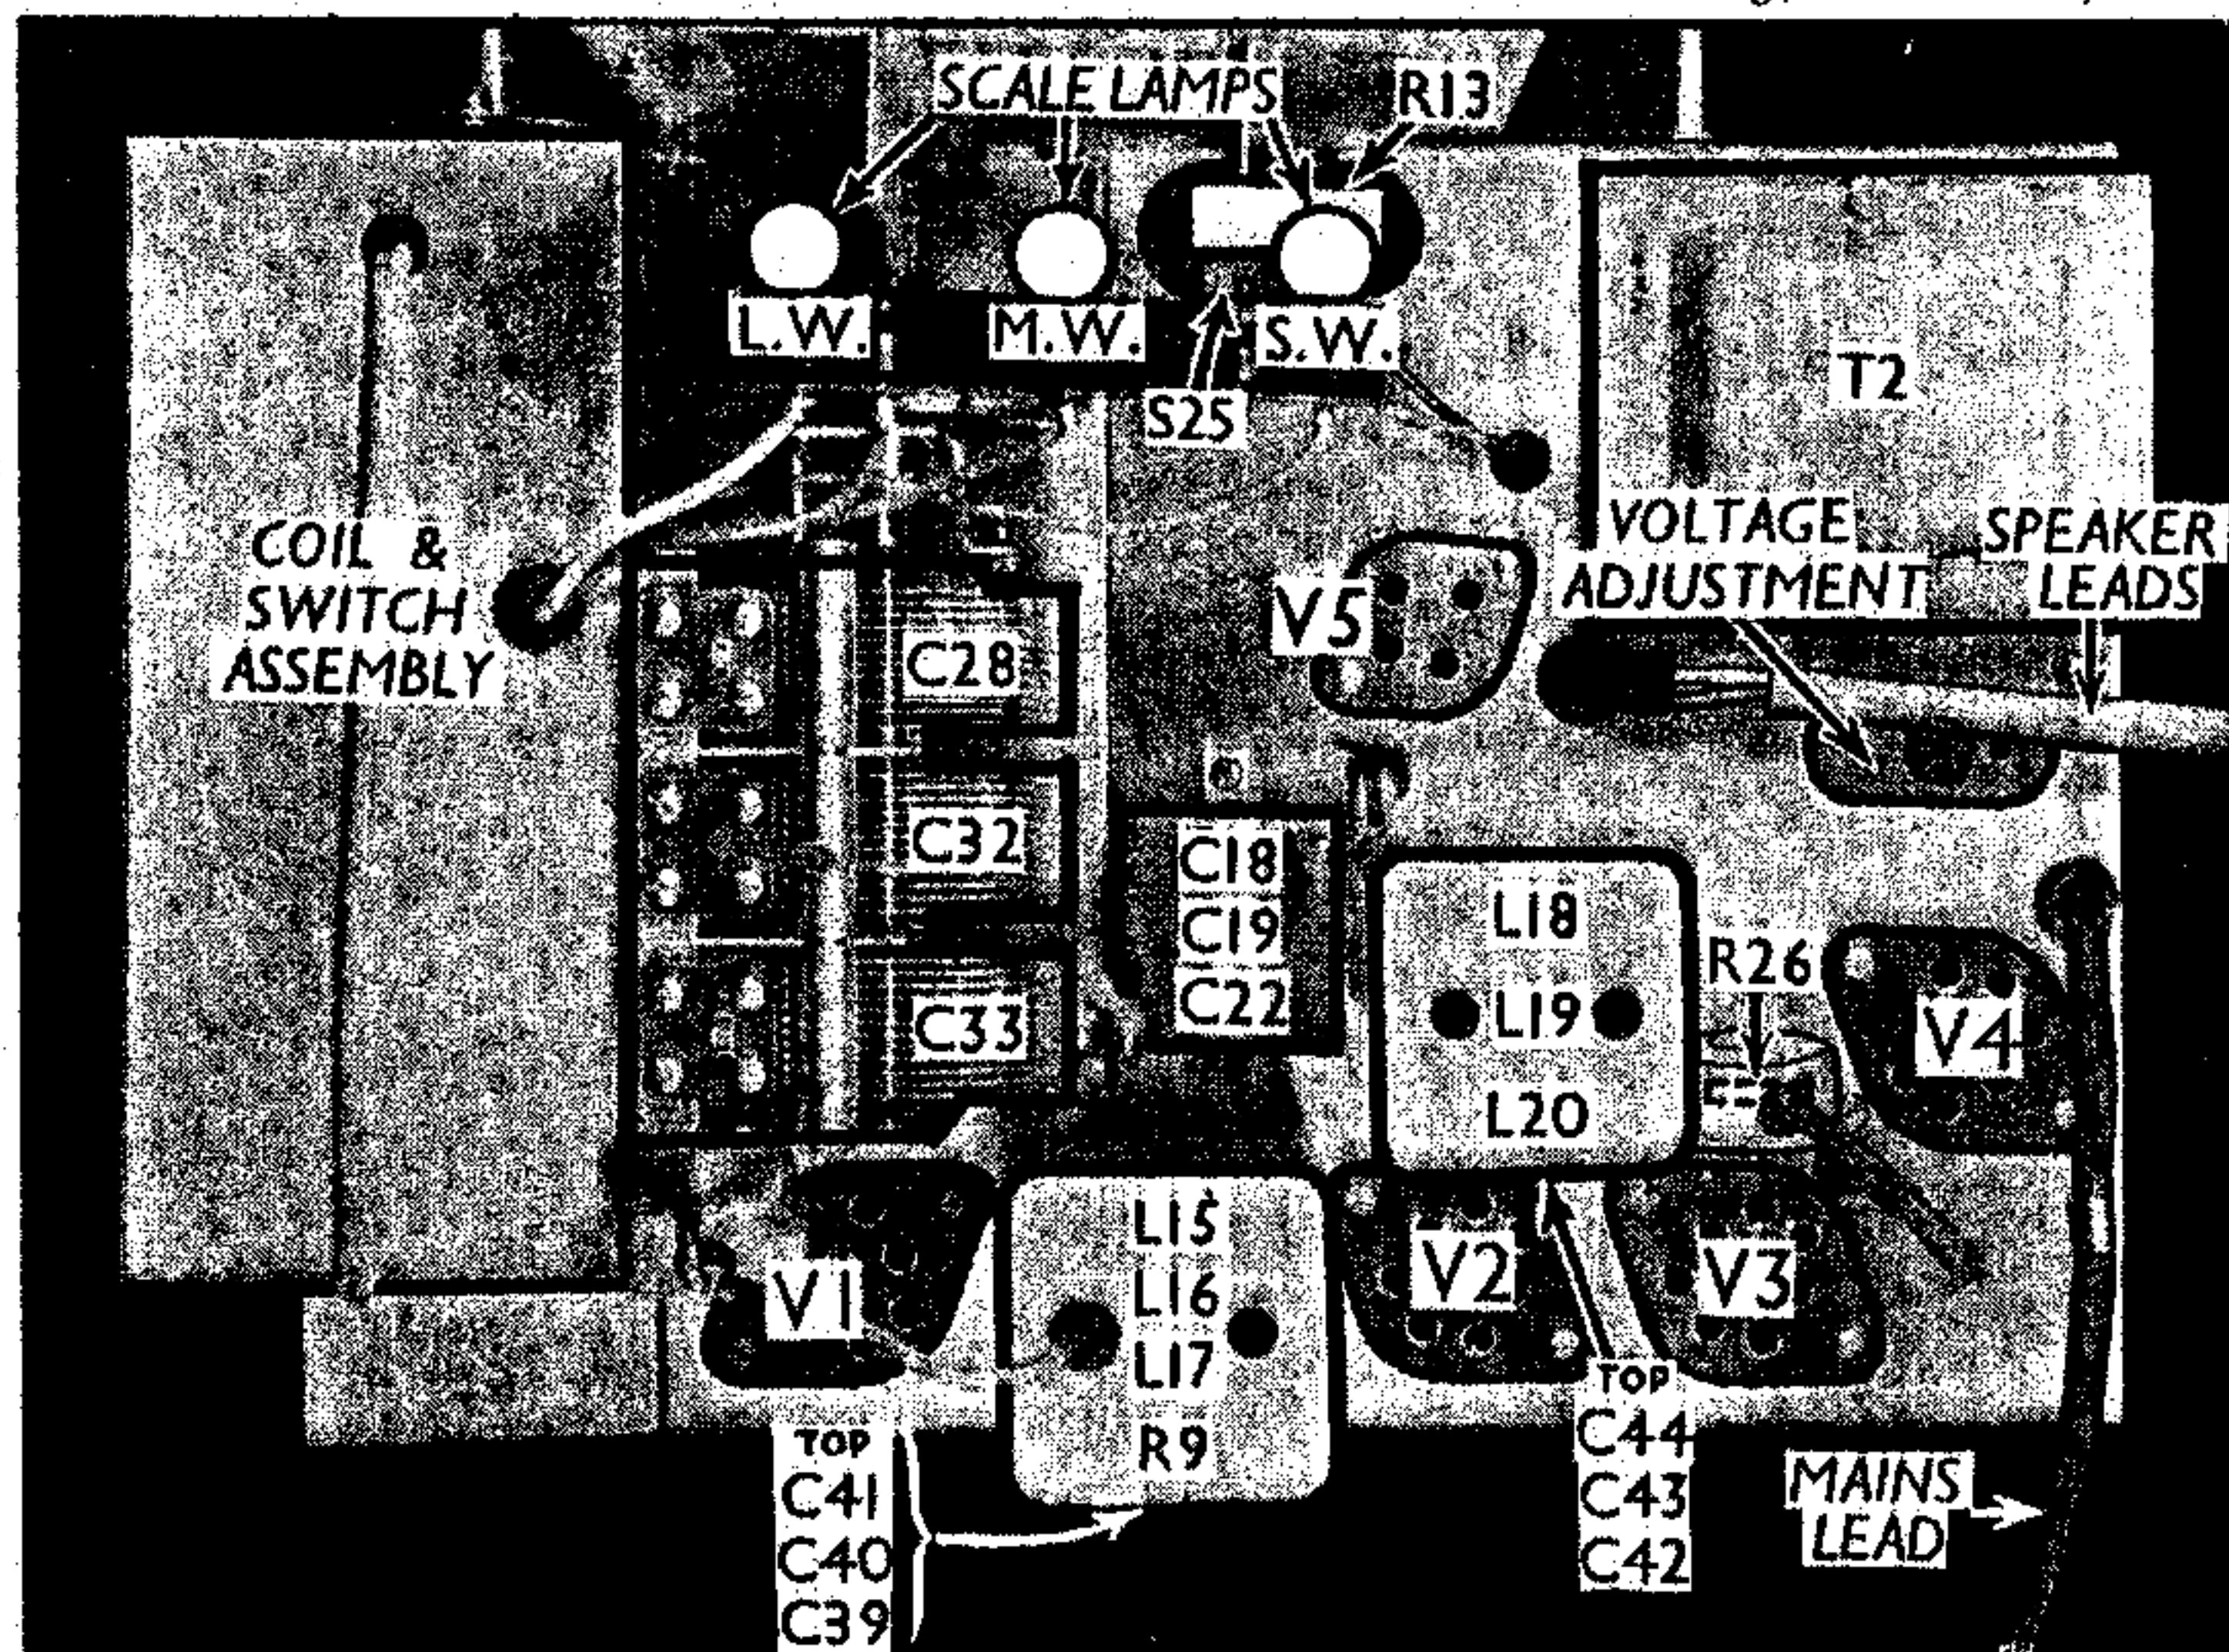 SCALE LAMPS
R13
L.W.
M.W.
S.W.
S25
T2
COIL &
SWITCH
ASSEMBLY
VOLTAGE
ADJUSTMENT
SPEAKER
LEADS
V5
C28
C32
C33
C18
C19
C22
L18
L19
L20
R26
V4
V1
L15
L16
L17
R9
V2
V3
TOP
C41
C40
C39
TOP
C44
C43
C42
MAINS
LEAD